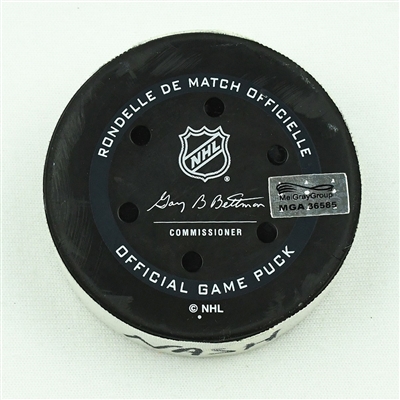 RONDELLE DE MATCH OFFICIELLE
NHL
Gary B Bettman
COMMISSIONER
MeiGrayGroup
MGA 36585
OFFICIAL GAME PUCK
© NHL